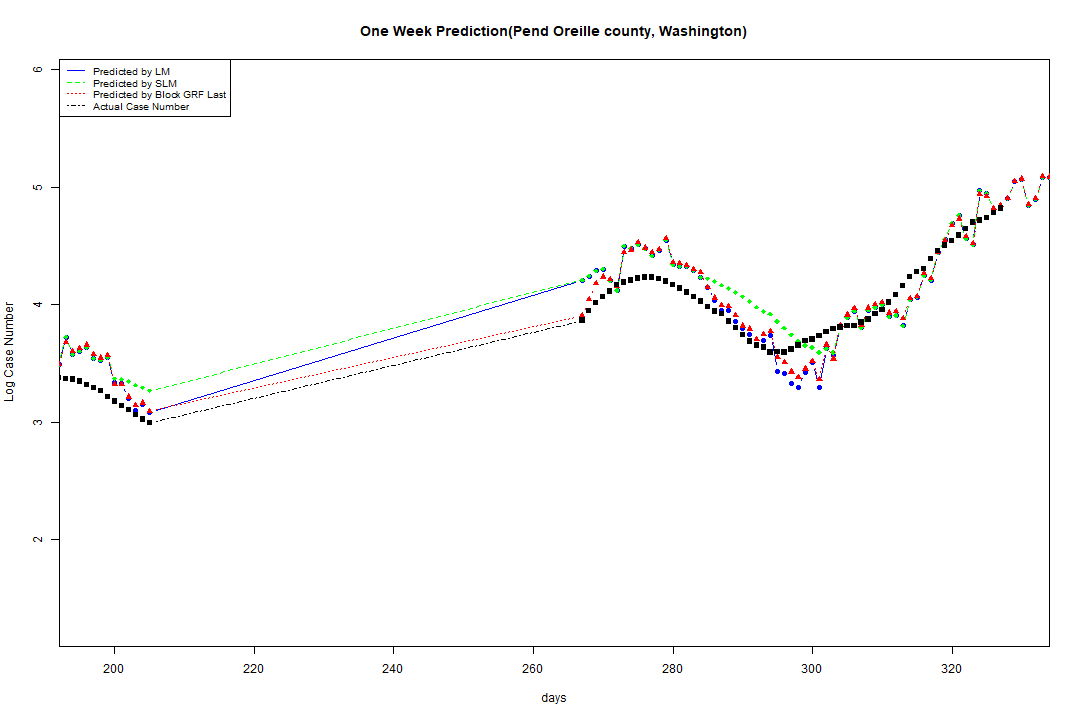 One Week Prediction(Pend Oreille county, Washington)
Predicted by LM
Predicted by SLM
Predicted by Block GRF Last
Actual Case Number
6
5
4
3
2
Log Case Number
200 220 240 260 280 300 320
days